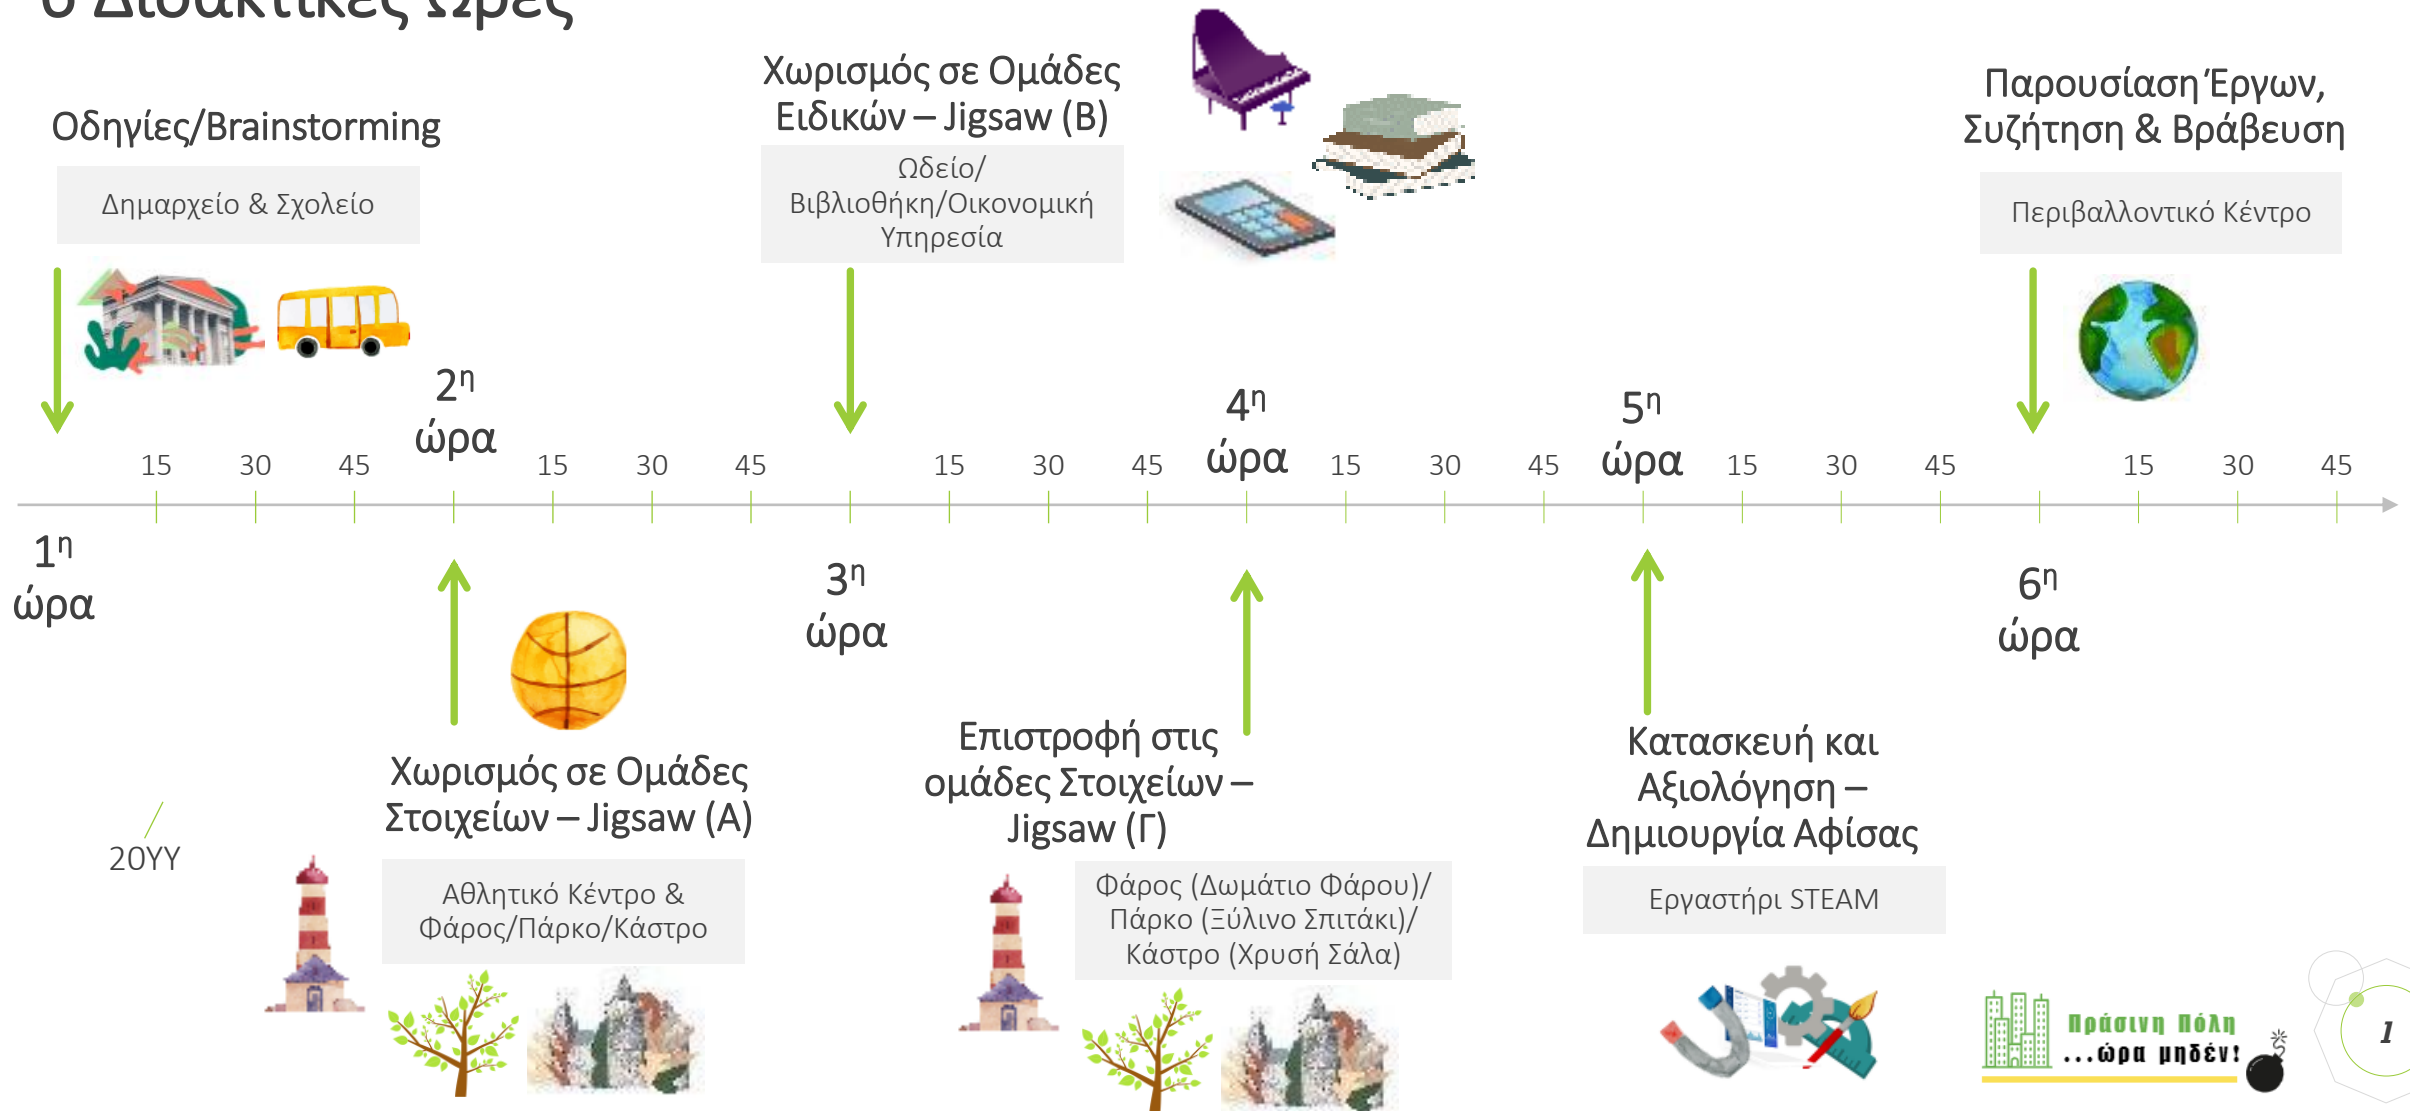 6 Διδακτικές Ώρες
Οδηγίες/Brainstorming
Δημαρχείο & Σχολείο
Χωρισμός σε Ομάδες
Ειδικών – Jigsaw (Β)
Ωδείο/
Βιβλιοθήκη/Οικονομική
Υπηρεσία
Παρουσίαση Έργων,
Συζήτηση & Βράβευση
Περιβαλλοντικό Κέντρο
2η
ώρα
4η
ώρα
5η
ώρα
15 30 45 15 30 45 15 30 45 15 30 45 15 30 45 15 30 45
1η
ώρα
3η
ώρα
6η
ώρα
Χωρισμός σε Ομάδες
Στοιχείων – Jigsaw (Α)
Αθλητικό Κέντρο &
Φάρος/Πάρκο/Κάστρο
Επιστροφή στις
ομάδες Στοιχείων –
Jigsaw (Γ)
Φάρος (Δωμάτιο Φάρου)/
Πάρκο (Ξύλινο Σπιτάκι)/
Κάστρο (Χρυσή Σάλα)
Κατασκευή και
Αξιολόγηση –
Δημιουργία Αφίσας
Εργαστήρι STEAM
20YY
Πράσινη Πόλη
...ώρα μηδέν!
1